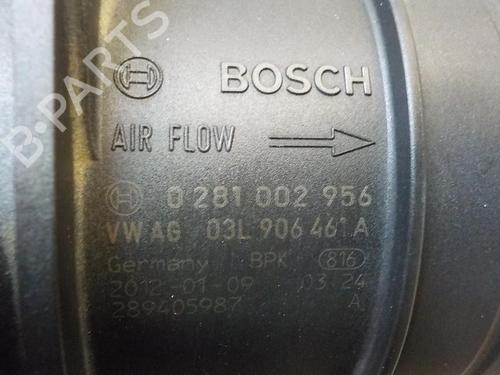 B-PARTS
BOSCH
AIR FLOW
0 281 002 956
VW AG 03L 906 461 A
Germany BPK 816
2012-01-09 03:24
289405987 A